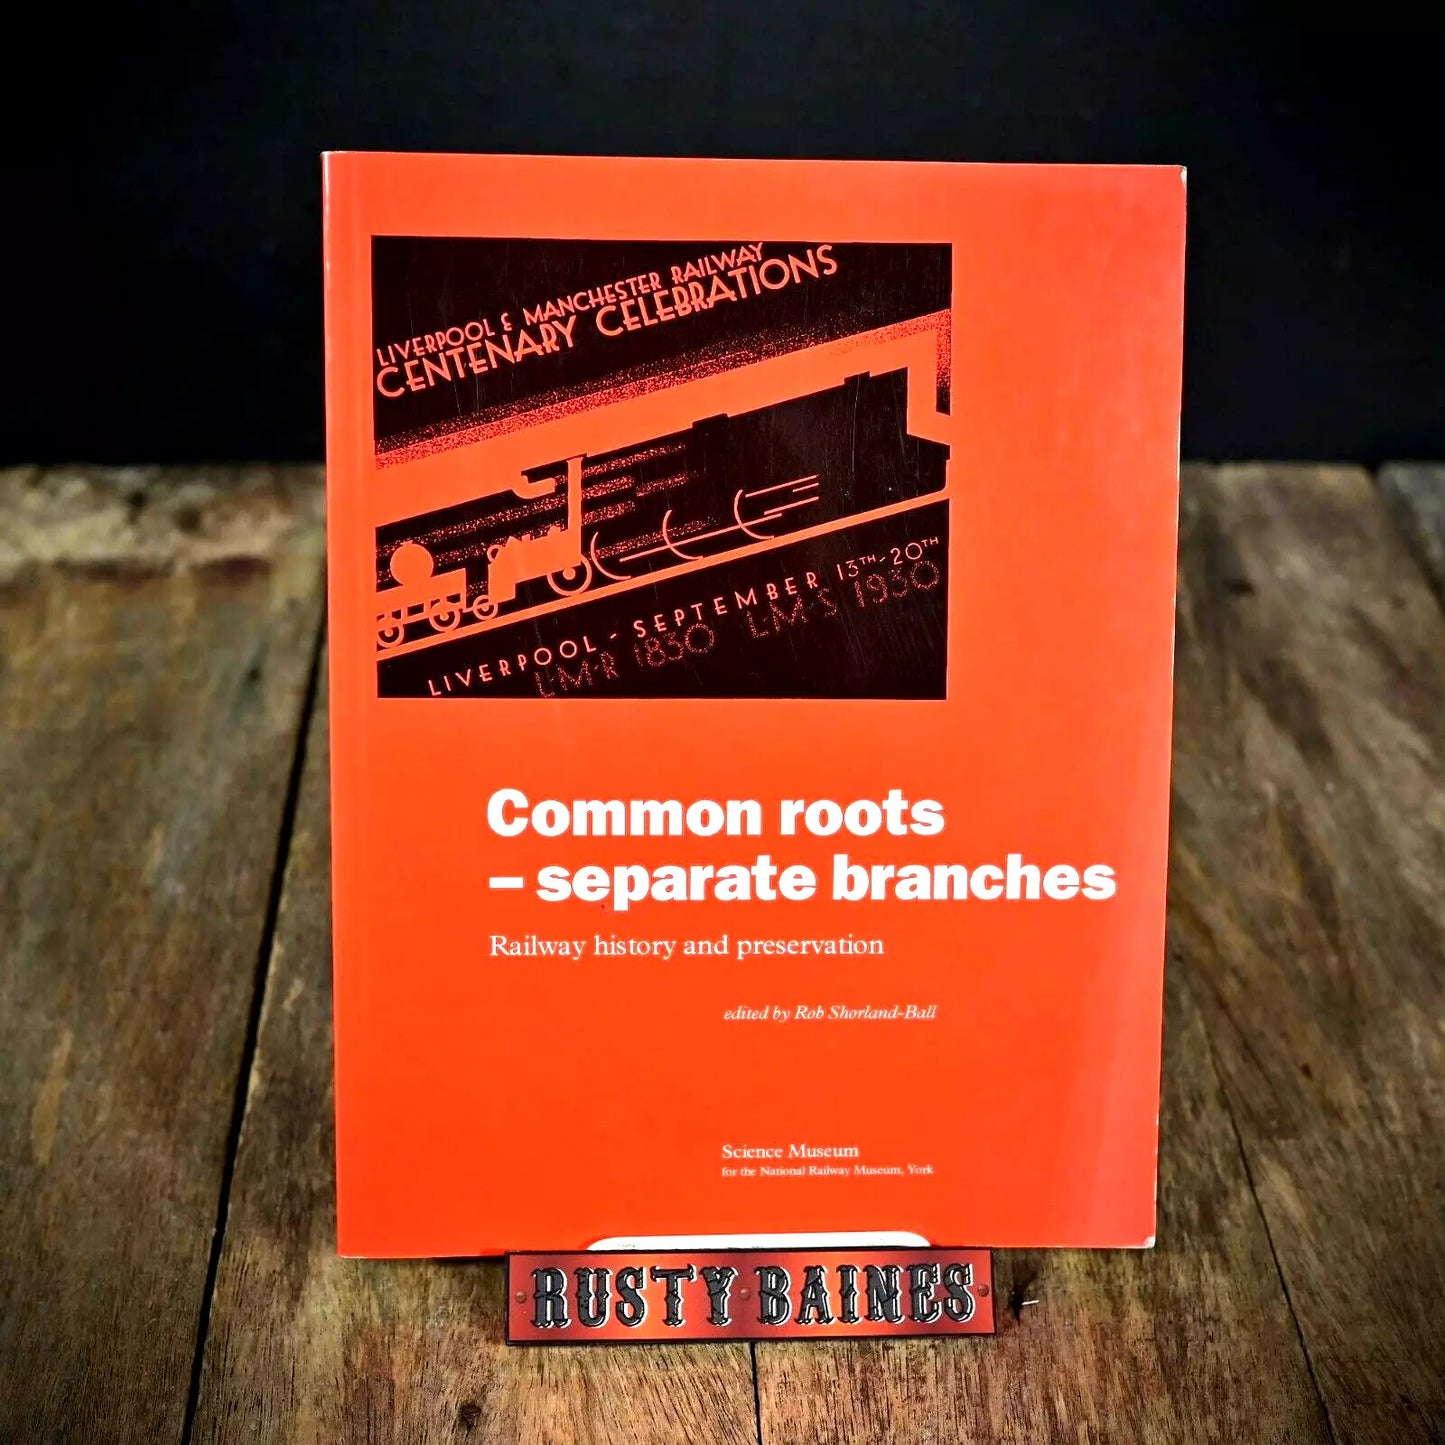 LIVERPOOL & MANCHESTER RAILWAY
CENTENARY CELEBRATIONS
LIVERPOOL - SEPTEMBER 13TH - 20TH
L·M·R 1830 L·M·S 1930
Common roots
– separate branches
Railway history and preservation
edited by Rob Shorland-Ball
Science Museum
for the National Railway Museum, York
RUSTY BAINES